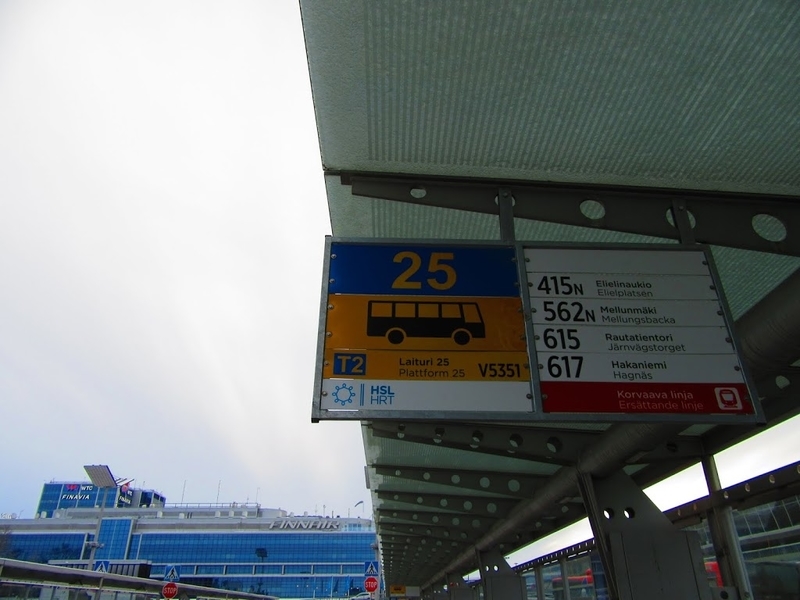 25
T2
Laituri 25
Plattform 25
V5351
HSL
HRT
415N Elielinaukio
Elielplatsen
562N Mellunmäki
Mellungsbacka
615 Rautatientori
Järnvägstorget
617 Hakaniemi
Hagnäs
Korvaava linja
Ersättande linje
WTC
FINAVIA
FINNAIR
STOP
STOP